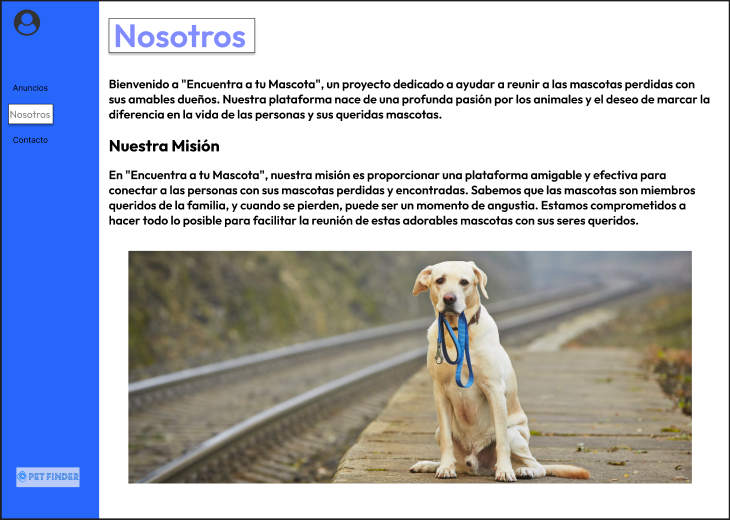 Anuncios
Nosotros
Contacto
PET FINDER
Nosotros
Bienvenido a "Encuentra a tu Mascota", un proyecto dedicado a ayudar a reunir a las mascotas perdidas con
sus amables dueños. Nuestra plataforma nace de una profunda pasión por los animales y el deseo de marcar la
diferencia en la vida de las personas y sus queridas mascotas.
Nuestra Misión
En "Encuentra a tu Mascota", nuestra misión es proporcionar una plataforma amigable y efectiva para
conectar a las personas con sus mascotas perdidas y encontradas. Sabemos que las mascotas son miembros
queridos de la familia, y cuando se pierden, puede ser un momento de angustia. Estamos comprometidos a
hacer todo lo posible para facilitar la reunión de estas adorables mascotas con sus seres queridos.